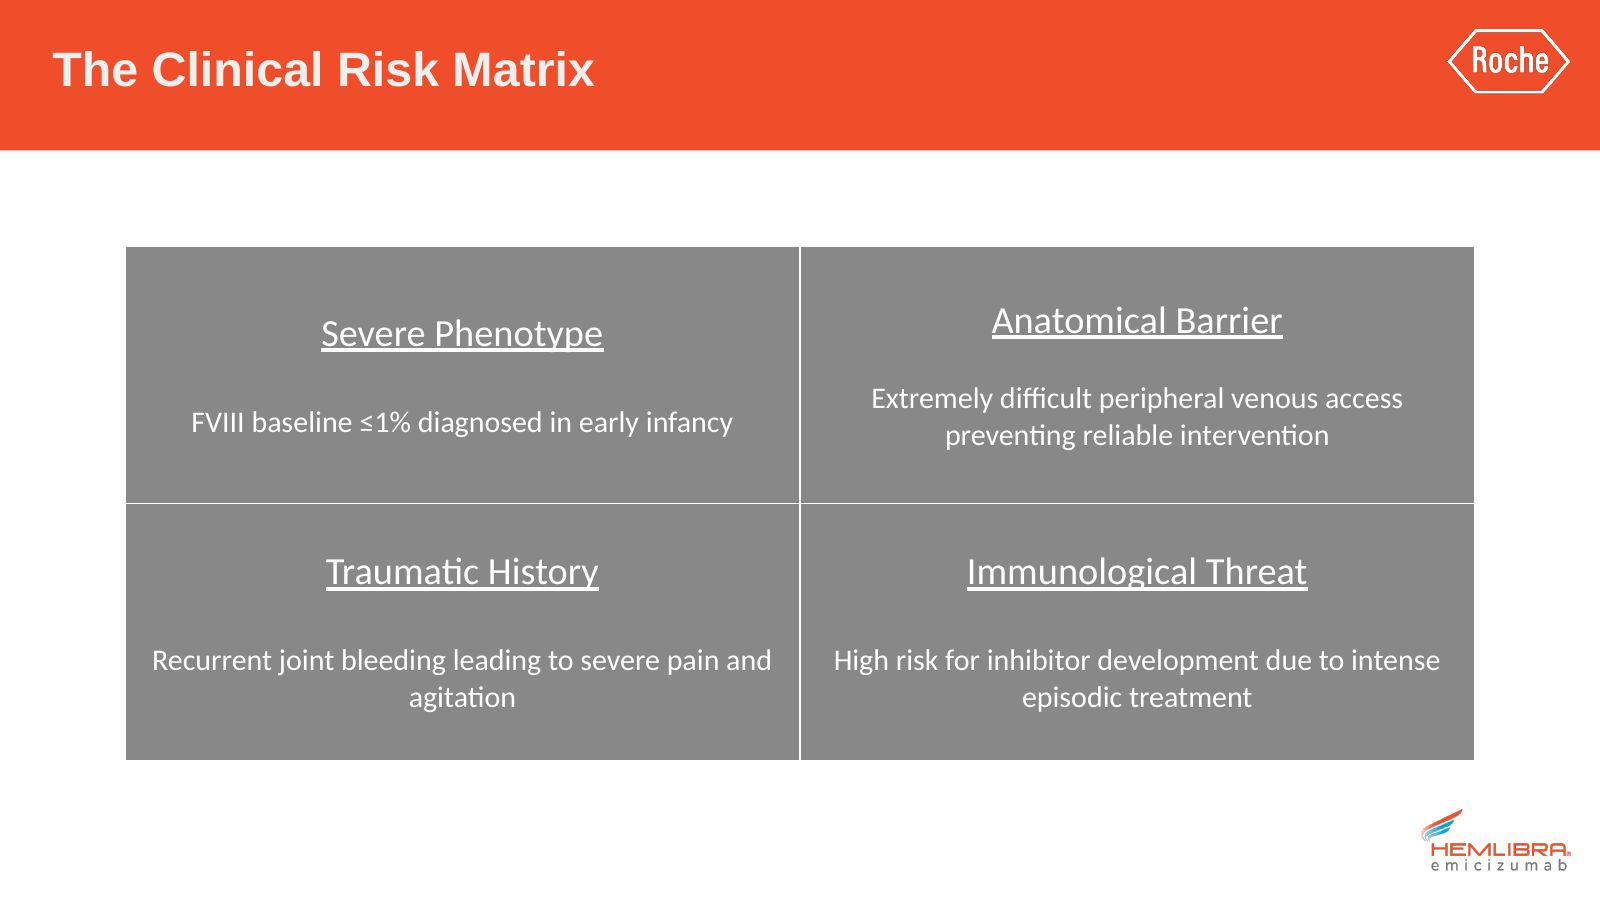 The Clinical Risk Matrix
Roche
Severe Phenotype
FVIII baseline ≤1% diagnosed in early infancy
Anatomical Barrier
Extremely difficult peripheral venous access
preventing reliable intervention
Traumatic History
Recurrent joint bleeding leading to severe pain and
agitation
Immunological Threat
High risk for inhibitor development due to intense
episodic treatment
HEMLIBRA®
emicizumab